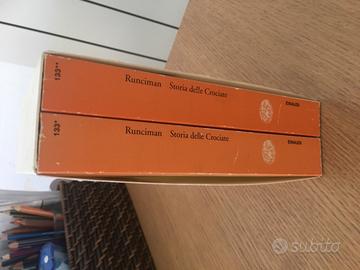 133** Runciman Storia delle Crociate EINAUDI
133* Runciman Storia delle Crociate EINAUDI
subito